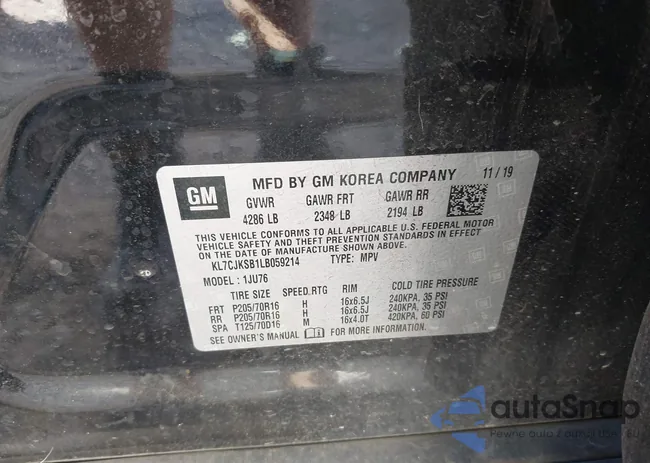 GM
MFD BY GM KOREA COMPANY 11 / 19
GVWR GAWR FRT GAWR RR
4286 LB 2348 LB 2194 LB
THIS VEHICLE CONFORMS TO ALL APPLICABLE U.S. FEDERAL MOTOR
VEHICLE SAFETY AND THEFT PREVENTION STANDARDS IN EFFECT
ON THE DATE OF MANUFACTURE SHOWN ABOVE.
KL7CJKSB1LB059214 TYPE: MPV
MODEL : 1JU76
TIRE SIZE SPEED.RTG RIM COLD TIRE PRESSURE
FRT P205/70R16 H 16x6.5J 240KPA, 35 PSI
RR P205/70R16 H 16x6.5J 240KPA, 35 PSI
SPA T125/70D16 M 16x4.0T 420KPA, 60 PSI
SEE OWNER'S MANUAL FOR MORE INFORMATION.
autaSnap
Pewne auto z